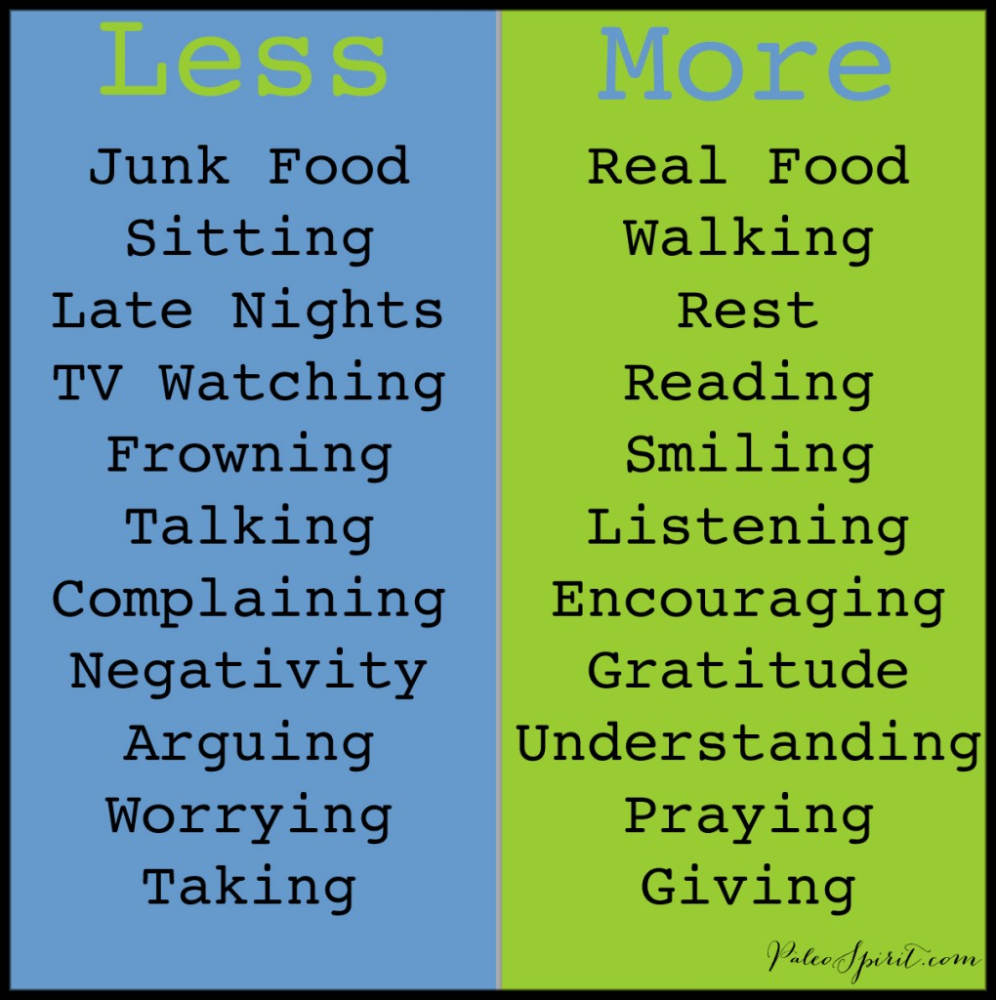 Less
Junk Food
Sitting
Late Nights
TV Watching
Frowning
Talking
Complaining
Negativity
Arguing
Worrying
Taking
More
Real Food
Walking
Rest
Reading
Smiling
Listening
Encouraging
Gratitude
Understanding
Praying
Giving
PaleoSpirit.com